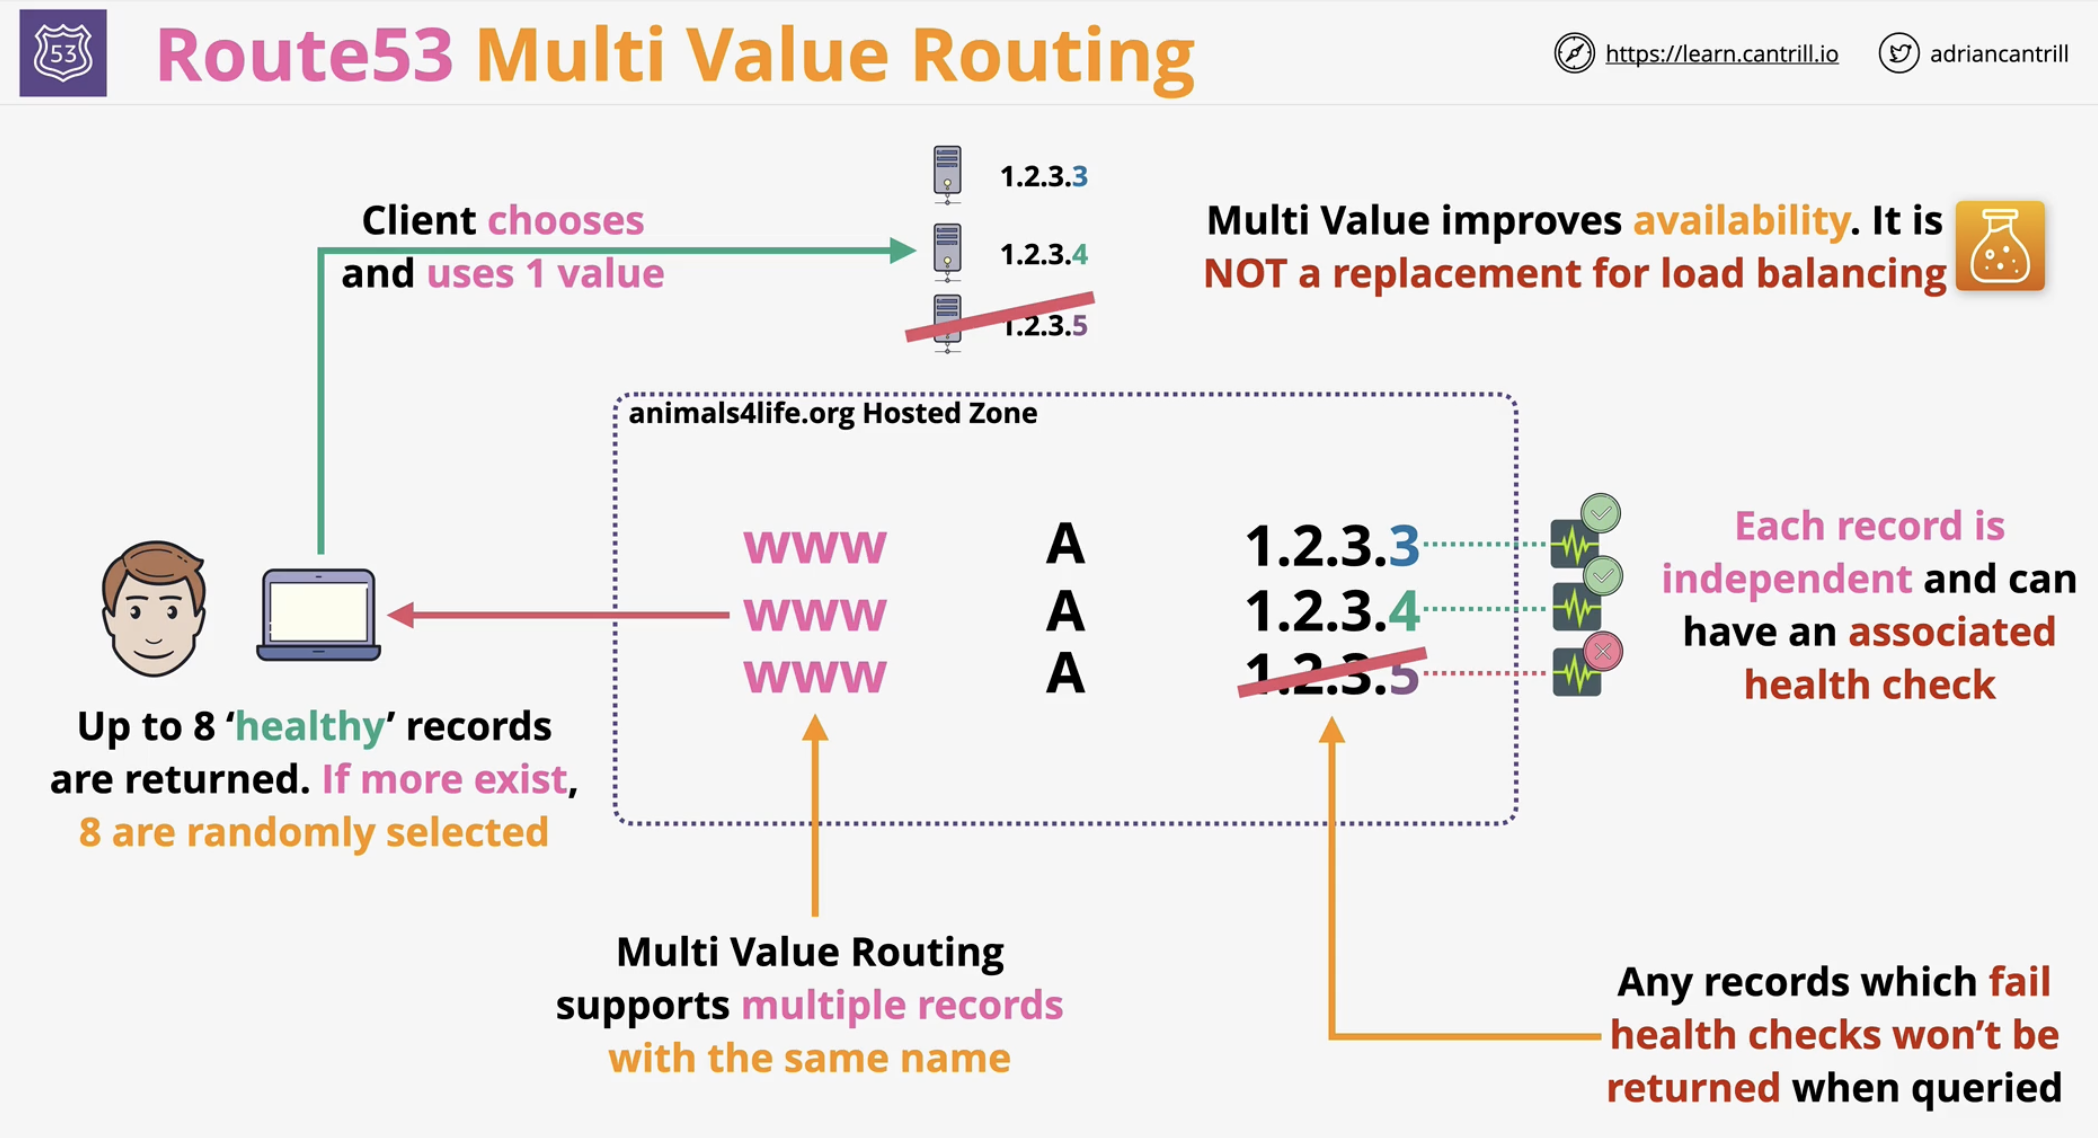 53
Route53 Multi Value Routing
https://learn.cantrill.io
adriancantrill
1.2.3.3
1.2.3.4
1.2.3.5
Client chooses
and uses 1 value
Multi Value improves availability. It is
NOT a replacement for load balancing
animals4life.org Hosted Zone
www A 1.2.3.3
www A 1.2.3.4
www A 1.2.3.5
Each record is
independent and can
have an associated
health check
Up to 8 ‘healthy’ records
are returned. If more exist,
8 are randomly selected
Multi Value Routing
supports multiple records
with the same name
Any records which fail
health checks won’t be
returned when queried